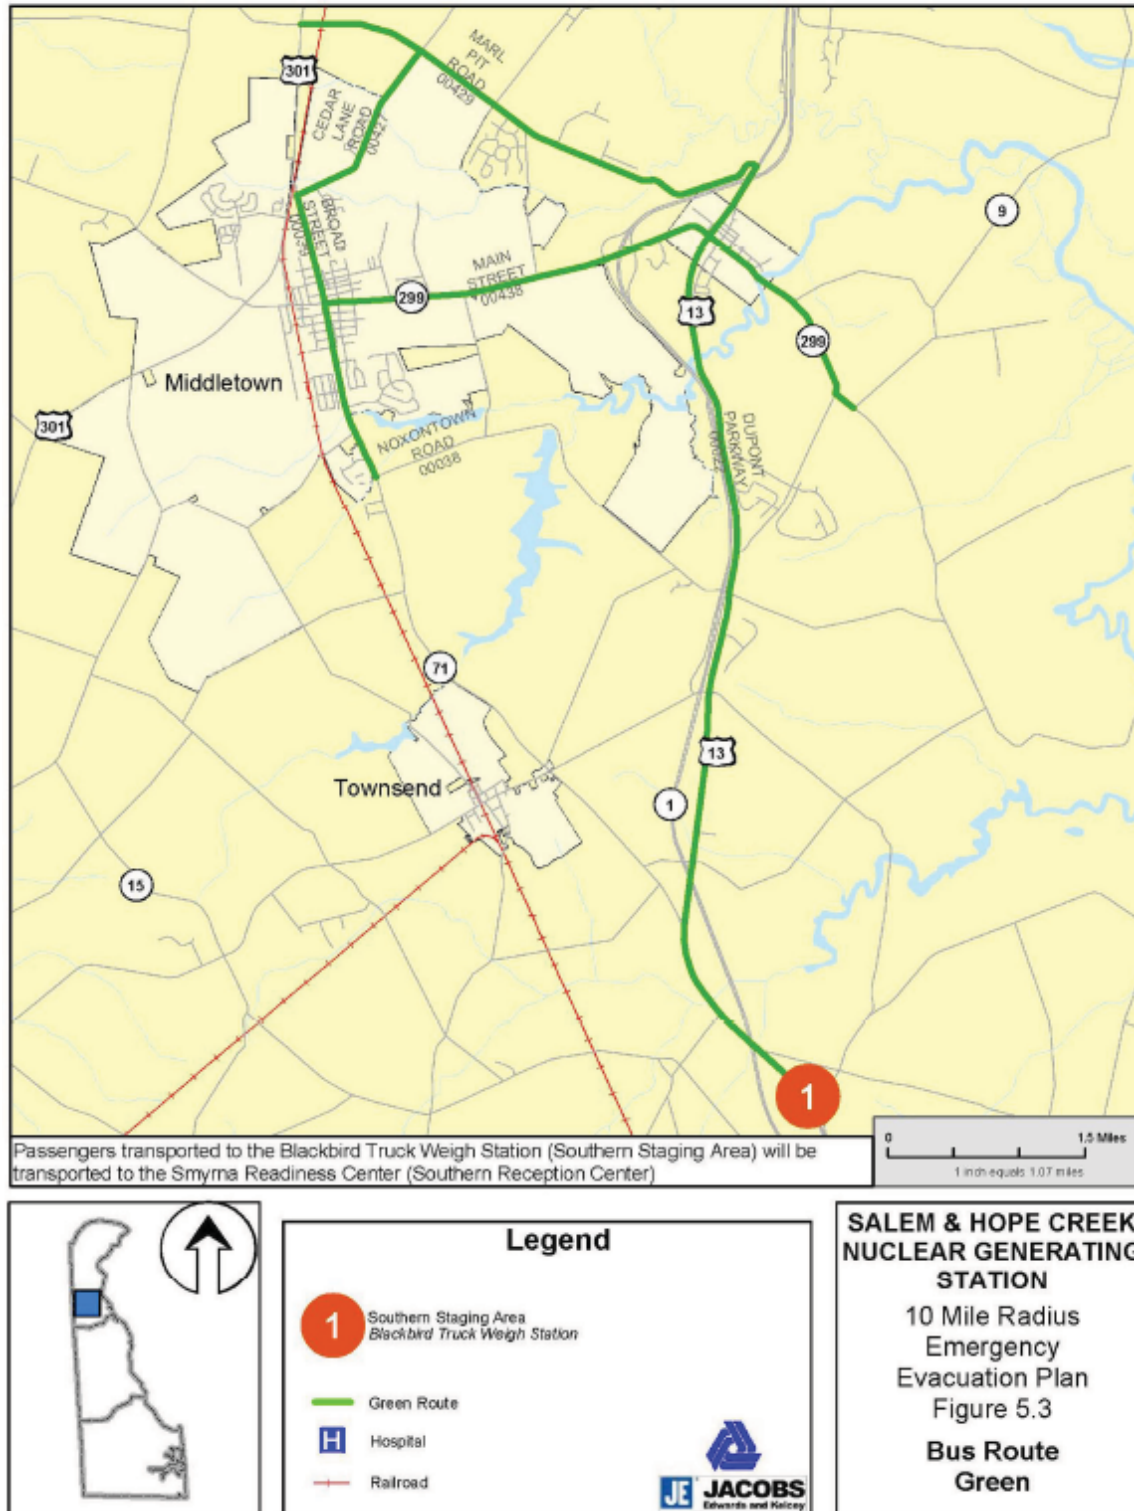 MARL
PIT
ROAD
00429
301
CEDAR
LANE
ROAD
00427
9
BROAD
STREET
00039
MAIN
STREET
00438
299
13
299
Middletown
301
NOXONTOWN
ROAD
00038
DUPONT
PARKWAY
00022
71
13
Townsend
1
15
1
Passengers transported to the Blackbird Truck Weigh Station (Southern Staging Area) will be
transported to the Smyrna Readiness Center (Southern Reception Center)
0 1.5 Miles
1 inch equals 1.07 miles
Legend
1
Southern Staging Area
Blackbird Truck Weigh Station
Green Route
H Hospital
Railroad
JE JACOBS
Edwards and Kelcey
SALEM & HOPE CREEK
NUCLEAR GENERATING
STATION
10 Mile Radius
Emergency
Evacuation Plan
Figure 5.3
Bus Route
Green